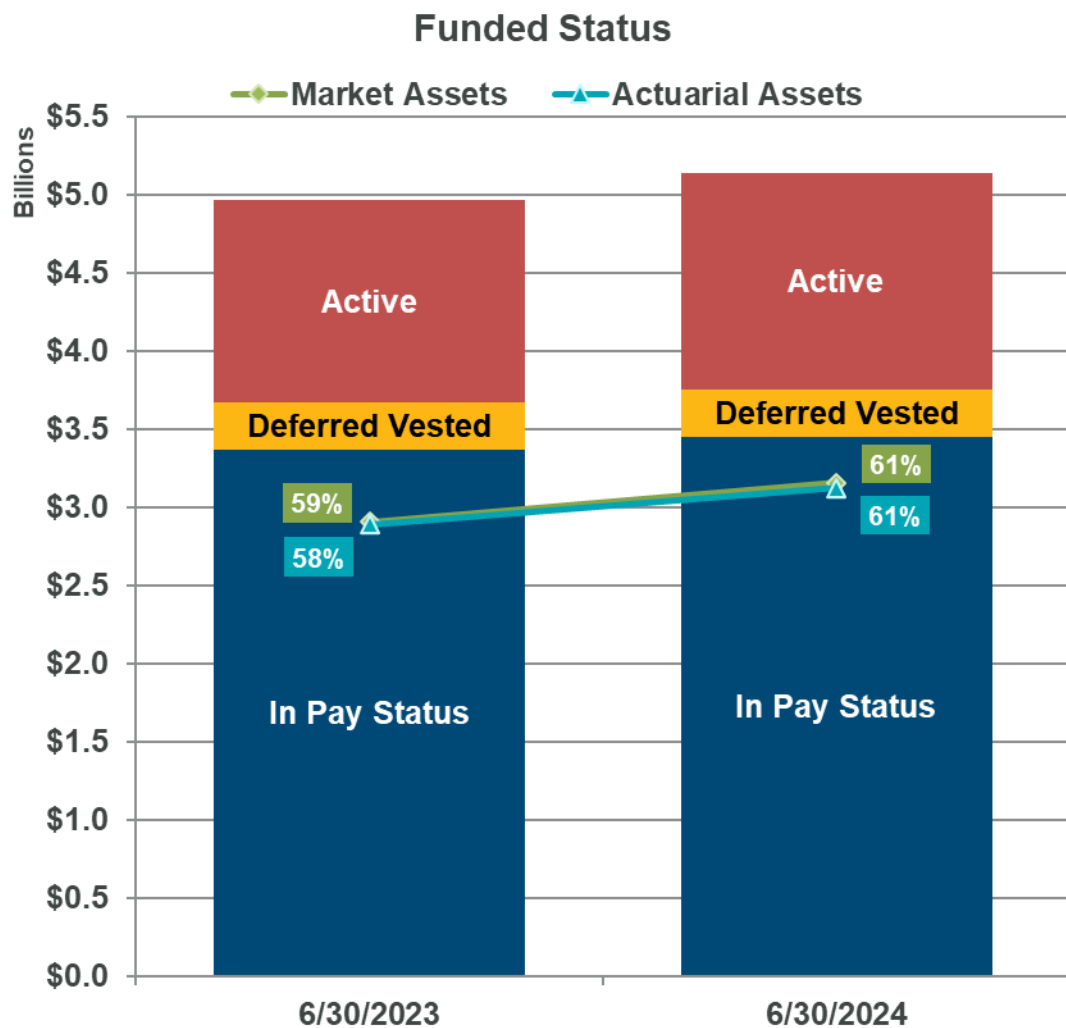 Funded Status
Market Assets Actuarial Assets
Billions
$5.5
$5.0
$4.5
$4.0
$3.5
$3.0
$2.5
$2.0
$1.5
$1.0
$0.5
$0.0
Active
Deferred Vested
59%
58%
In Pay Status
Active
Deferred Vested
61%
61%
In Pay Status
6/30/2023 6/30/2024